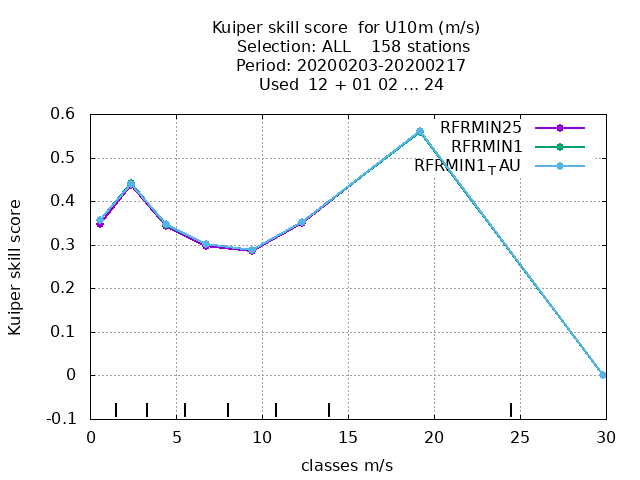 Kuiper skill score  for U10m (m/s)
Selection: ALL    158 stations
Period: 20200203-20200217
Used  12 + 01 02 ... 24
RFRMIN25
RFRMIN1
RFRMIN1TAU
0.6
0.5
0.4
0.3
0.2
0.1
0
-0.1
Kuiper skill score
0 5 10 15 20 25 30
classes m/s